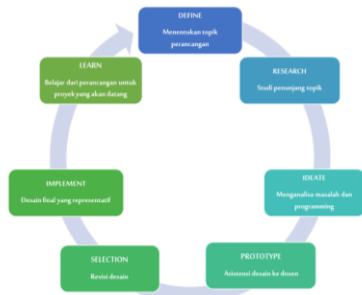 DEFINE
Menentukan topik
perancangan
RESEARCH
Studi penunjang topik
IDEATE
Menganalisa masalah dan
programming
PROTOTYPE
Asistensi desain ke dosen
SELECTION
Revisi desain
IMPLEMENT
Desain final yang representatif
LEARN
Belajar dari perancangan untuk
proyek yang akan datang